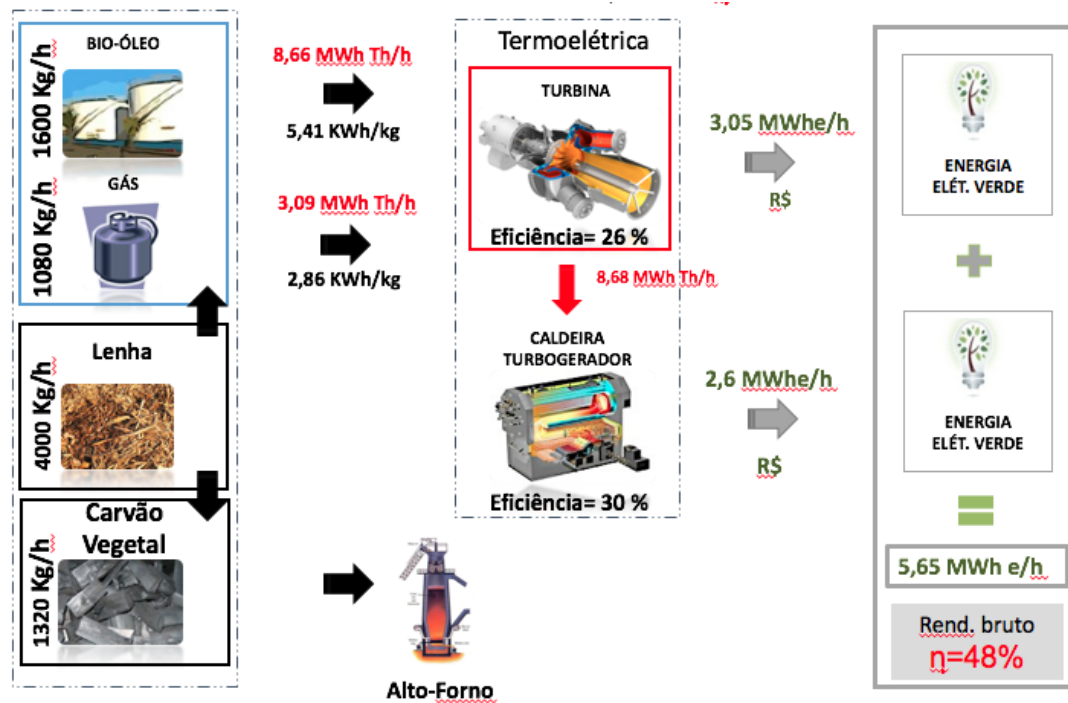 BIO-ÓLEO
1600 Kg/h
GÁS
1080 Kg/h
Lenha
4000 Kg/h
Carvão
Vegetal
1320 Kg/h
8,66 MWh Th/h
5,41 KWh/kg
3,09 MWh Th/h
2,86 KWh/kg
Alto-Forno
Termoelétrica
TURBINA
Eficiência= 26 %
8,68 MWh Th/h
CALDEIRA
TURBOGERADOR
Eficiência= 30 %
3,05 MWhe/h
R$
2,6 MWhe/h
R$
ENERGIA
ELÉT. VERDE
ENERGIA
ELÉT. VERDE
5,65 MWh e/h
Rend. bruto
η=48%